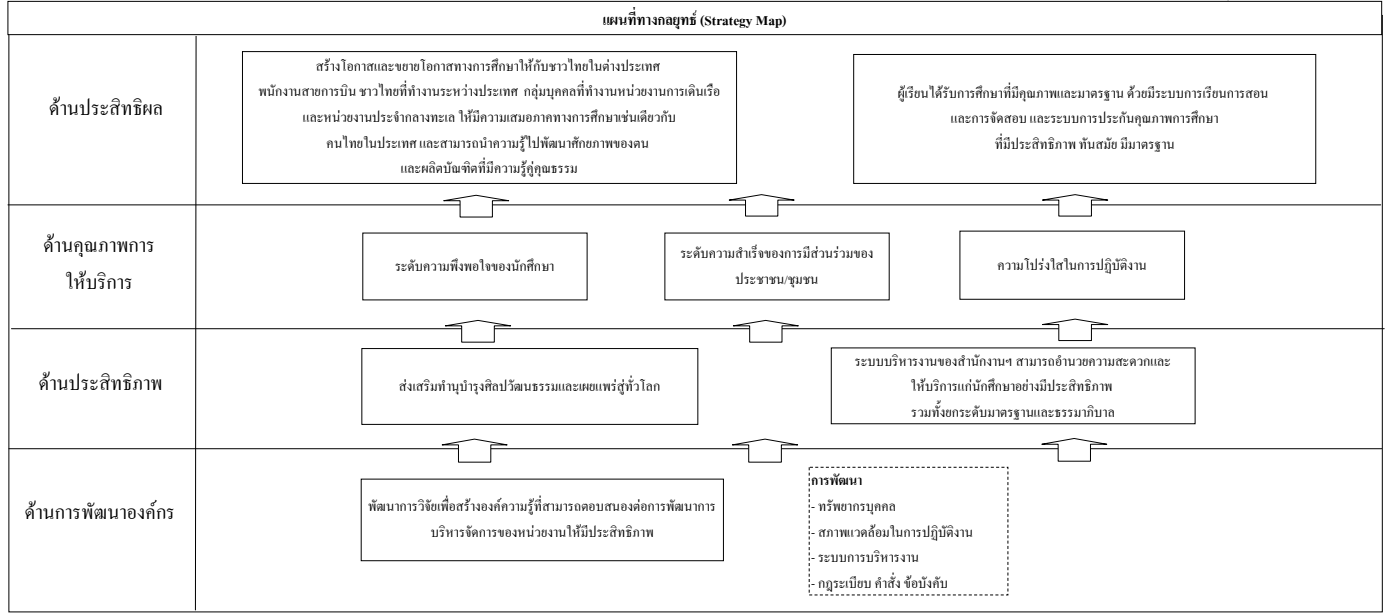 แผนที่ทางกลยุทธ์ (Strategy Map)
ด้านประสิทธิผล
สร้างโอกาสและขยายโอกาสทางการศึกษาให้กับชาวไทยในต่างประเทศ
พนักงานสายการบิน ชาวไทยที่ทำงานระหว่างประเทศ กลุ่มบุคคลที่ทำงานหน่วยงานการเดินเรือ
และหน่วยงานประจำกลางทะเล ให้มีความเสมอภาคทางการศึกษาเช่นเดียวกับ
คนไทยในประเทศ และสามารถนำความรู้ไปพัฒนาศักยภาพของตน
และผลิตบัณฑิตที่มีความรู้คู่คุณธรรม
ผู้เรียนได้รับการศึกษาที่มีคุณภาพและมาตรฐาน ด้วยมีระบบการเรียนการสอน
และการจัดสอบ และระบบการประกันคุณภาพการศึกษา
ที่มีประสิทธิภาพ ทันสมัย มีมาตรฐาน
ด้านคุณภาพการ
ให้บริการ
ระดับความพึงพอใจของนักศึกษา
ระดับความสำเร็จของการมีส่วนร่วมของ
ประชาชน/ชุมชน
ความโปร่งใสในการปฏิบัติงาน
ด้านประสิทธิภาพ
ส่งเสริมทำนุบำรุงศิลปวัฒนธรรมและเผยแพร่สู่ทั่วโลก
ระบบบริหารงานของสำนักงานฯ สามารถอำนวยความสะดวกและ
ให้บริการแก่นักศึกษาอย่างมีประสิทธิภาพ
รวมทั้งยกระดับมาตรฐานและธรรมาภิบาล
ด้านการพัฒนาองค์กร
พัฒนาการวิจัยเพื่อสร้างองค์ความรู้ที่สามารถตอบสนองต่อการพัฒนาการ
บริหารจัดการของหน่วยงานให้มีประสิทธิภาพ
การพัฒนา
- ทรัพยากรบุคคล
- สภาพแวดล้อมในการปฏิบัติงาน
- ระบบการบริหารงาน
- กฎระเบียบ คำสั่ง ข้อบังคับ